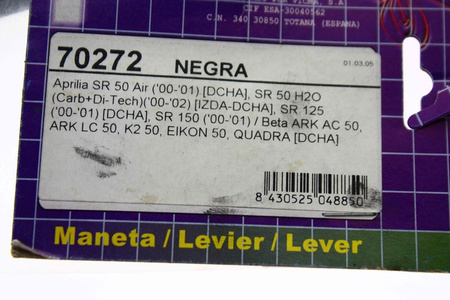 CIF ESA-30040562
C.N. 340 30850 TOTANA (ESPAÑA)
70272 NEGRA 01.03.05
Aprilia SR 50 Air ('00-'01) [DCHA], SR 50 H2O
(Carb+Di-Tech)('00-'02) [IZDA-DCHA], SR 125
('00-'01) [DCHA], SR 150 ('00-'01) / Beta ARK AC 50,
ARK LC 50, K2 50, EIKON 50, QUADRA [DCHA]
8 430525 048850
Maneta / Levier / Lever